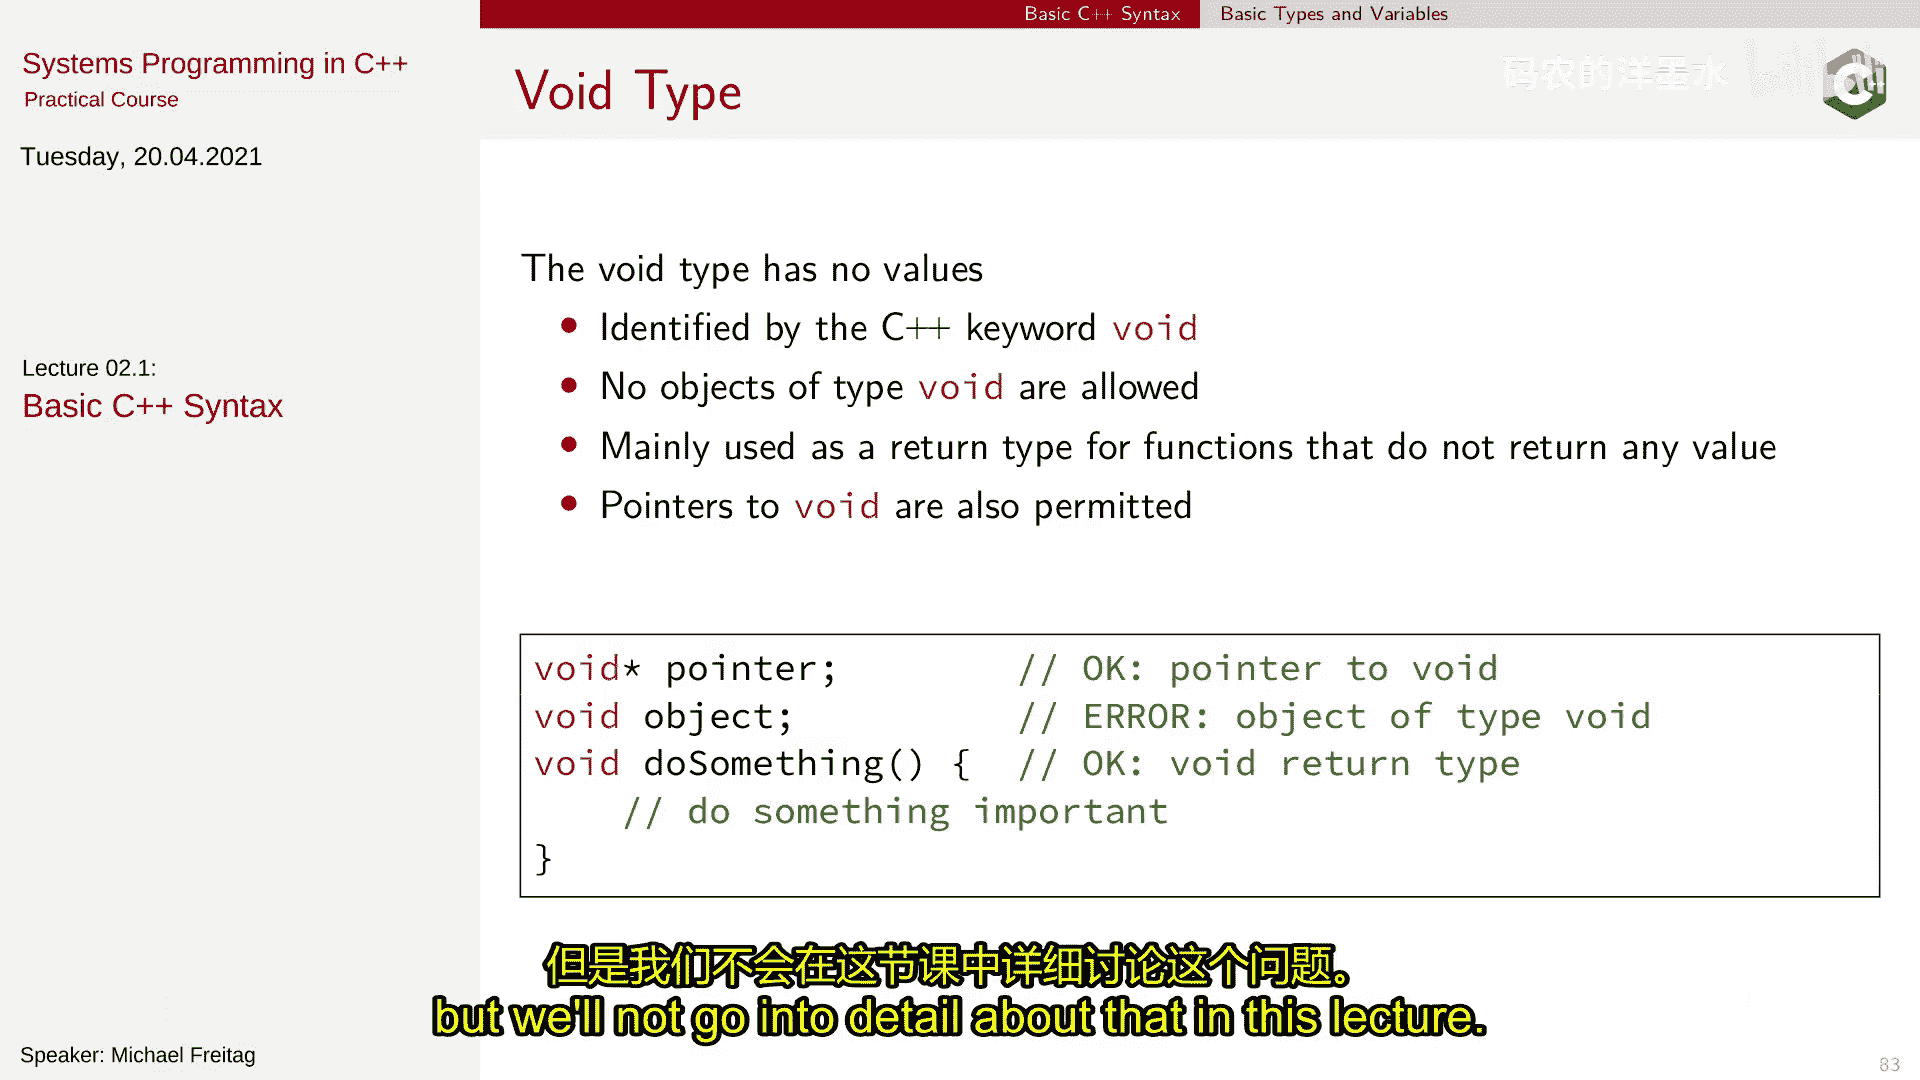 Basic C++ Syntax
Basic Types and Variables
Systems Programming in C++
Practical Course
Tuesday, 20.04.2021
Void Type
码农的洋墨水
The void type has no values
Identified by the C++ keyword void
No objects of type void are allowed
Mainly used as a return type for functions that do not return any value
Pointers to void are also permitted
Lecture 02.1:
Basic C++ Syntax
void* pointer; // OK: pointer to void
void object; // ERROR: object of type void
void doSomething() { // OK: void return type
// do something important
}
但是我们不会在这节课中详细讨论这个问题。
but we'll not go into detail about that in this lecture.
Speaker: Michael Freitag
83